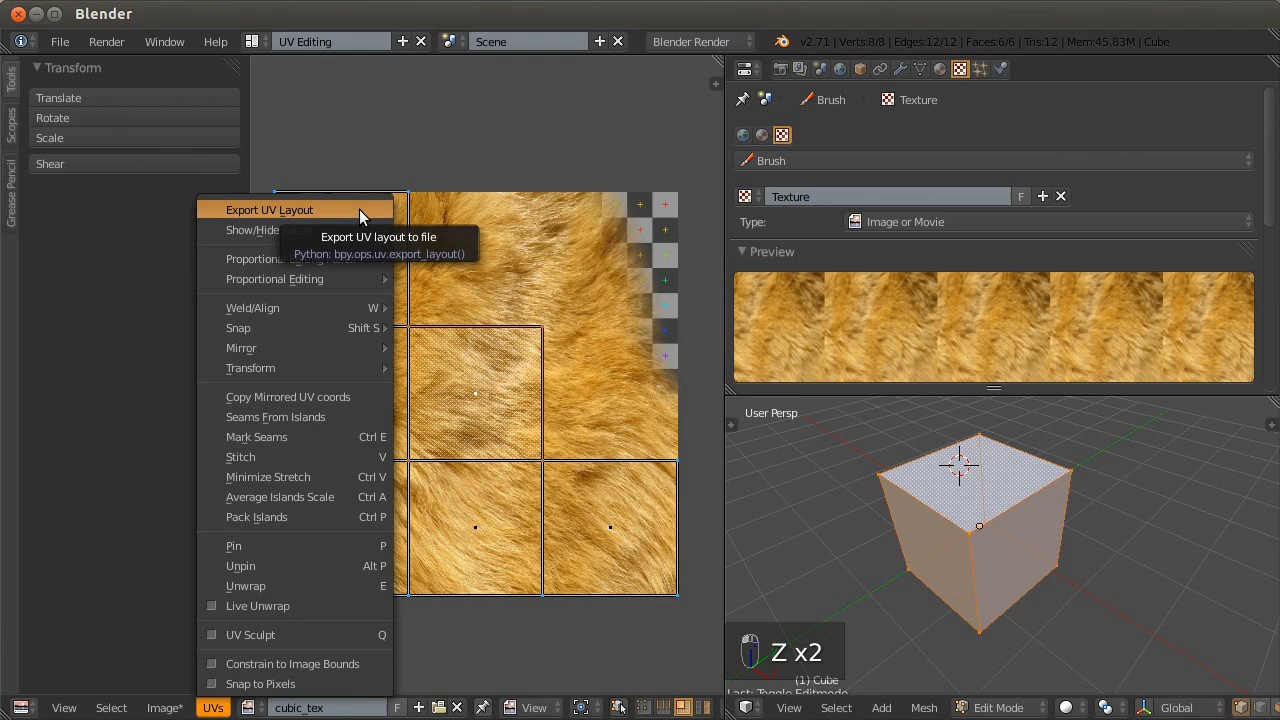 Blender
File Render Window Help UV Editing Scene Blender Render v2.71 | Verts:8/8 | Edges:12/12 | Faces:6/6 | Tris:12 | Mem:45.83M | Cube
Tools
Scopes
Grease Pencil
Transform
Translate
Rotate
Scale
Shear
Export UV Layout
Show/Hide
Export UV layout to file
Python: bpy.ops.uv.export_layout()
Proportional
Proportional Editing
Weld/Align W
Snap Shift S
Mirror
Transform
Copy Mirrored UV coords
Seams From Islands
Mark Seams Ctrl E
Stitch V
Minimize Stretch Ctrl V
Average Islands Scale Ctrl A
Pack Islands Ctrl P
Pin P
Unpin Alt P
Unwrap E
Live Unwrap
UV Sculpt Q
Constrain to Image Bounds
Snap to Pixels
View Select Image* UVs cubic_tex F View
Brush Texture
Brush
Texture F
Type: Image or Movie
Preview
User Persp
Z x2
(1) Cube
Last: Toggle Editmode
View Select Add Mesh Edit Mode Global